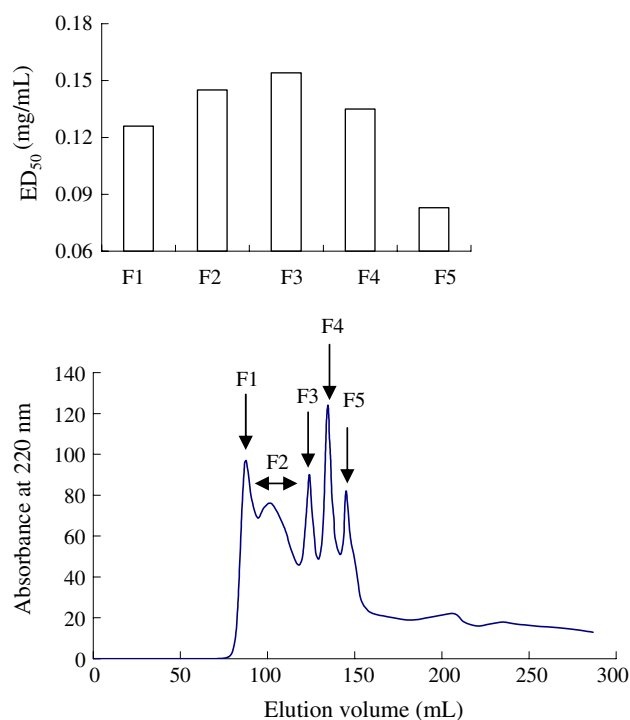 ED50 (mg/mL)
0.18
0.15
0.12
0.09
0.06
F1 F2 F3 F4 F5
F4
F1
F3
F5
F2
Absorbance at 220 nm
140
120
100
80
60
40
20
0
0 50 100 150 200 250 300
Elution volume (mL)